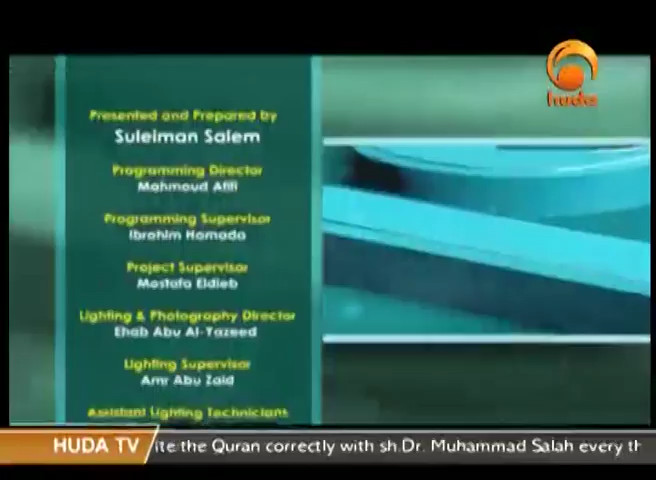 huda
Presented and Prepared by
Suleiman Salem
Programming Director
Mahmoud Afifi
Programming Supervisor
Ibrahim Hamada
Project Supervisor
Mostafa Eldieb
Lighting & Photography Director
Ehab Abu Al-Yazeed
Lighting Supervisor
Amr Abu Zaid
Assistant Lighting Technicians
HUDA TV ite the Quran correctly with sh.Dr. Muhammad Salah every th